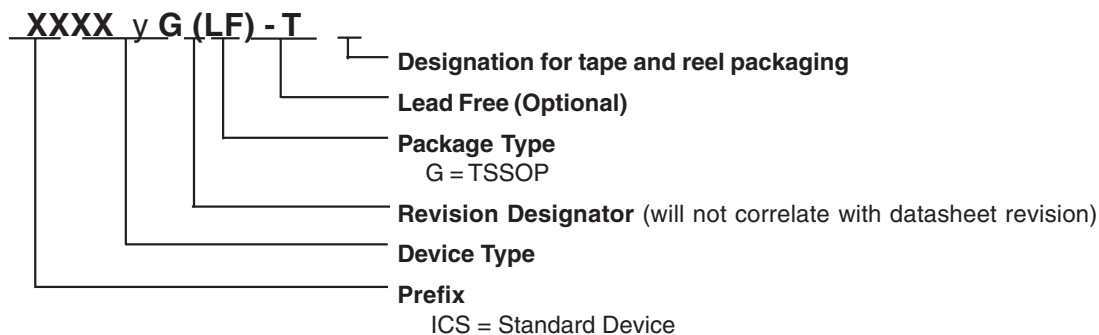 XXXX y G (LF) - T
Designation for tape and reel packaging
Lead Free (Optional)
Package Type
G = TSSOP
Revision Designator (will not correlate with datasheet revision)
Device Type
Prefix
ICS = Standard Device